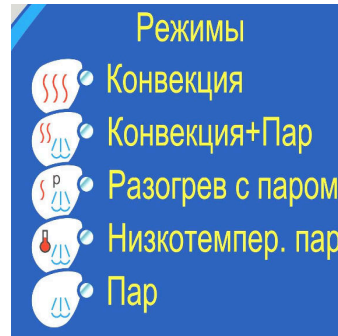 Режимы
Конвекция
Конвекция+Пар
P Разогрев с паром
Низкотемпер. пар
Пар